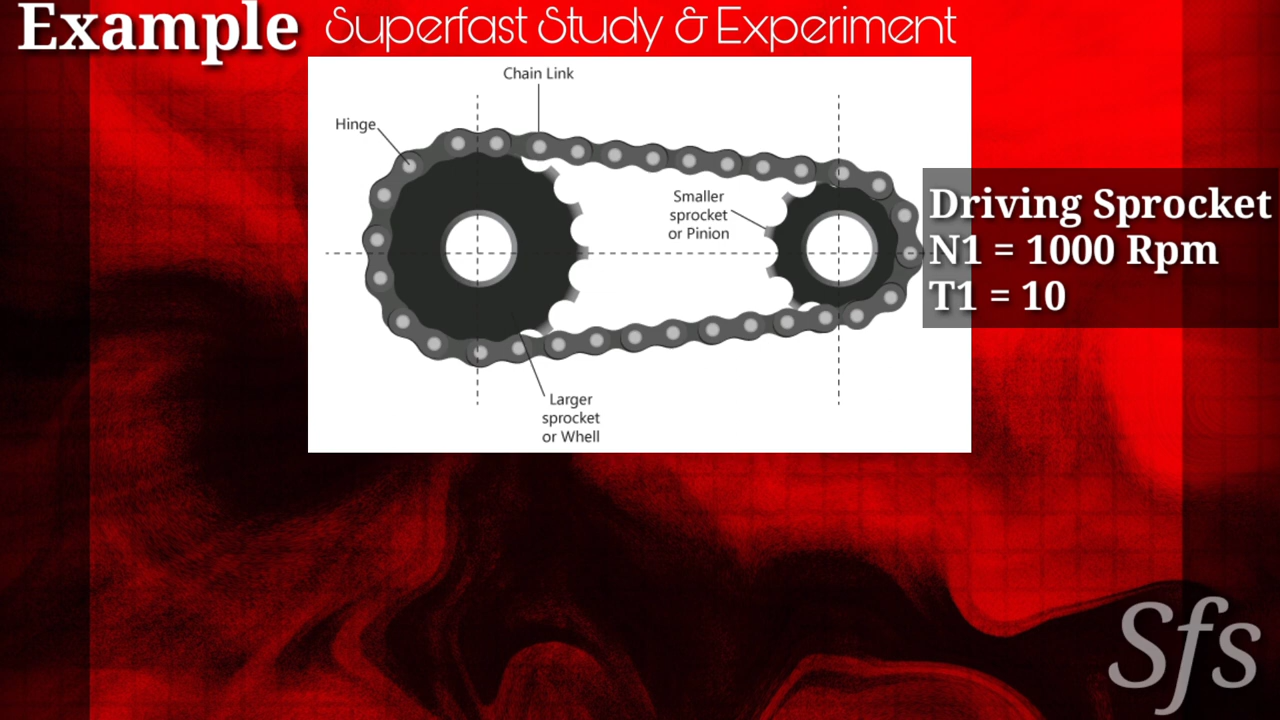 Example
Superfast Study & Experiment
Chain Link
Hinge
Smaller
sprocket
or Pinion
Driving Sprocket
N1 = 1000 Rpm
T1 = 10
Larger
sprocket
or Whell
Sfs